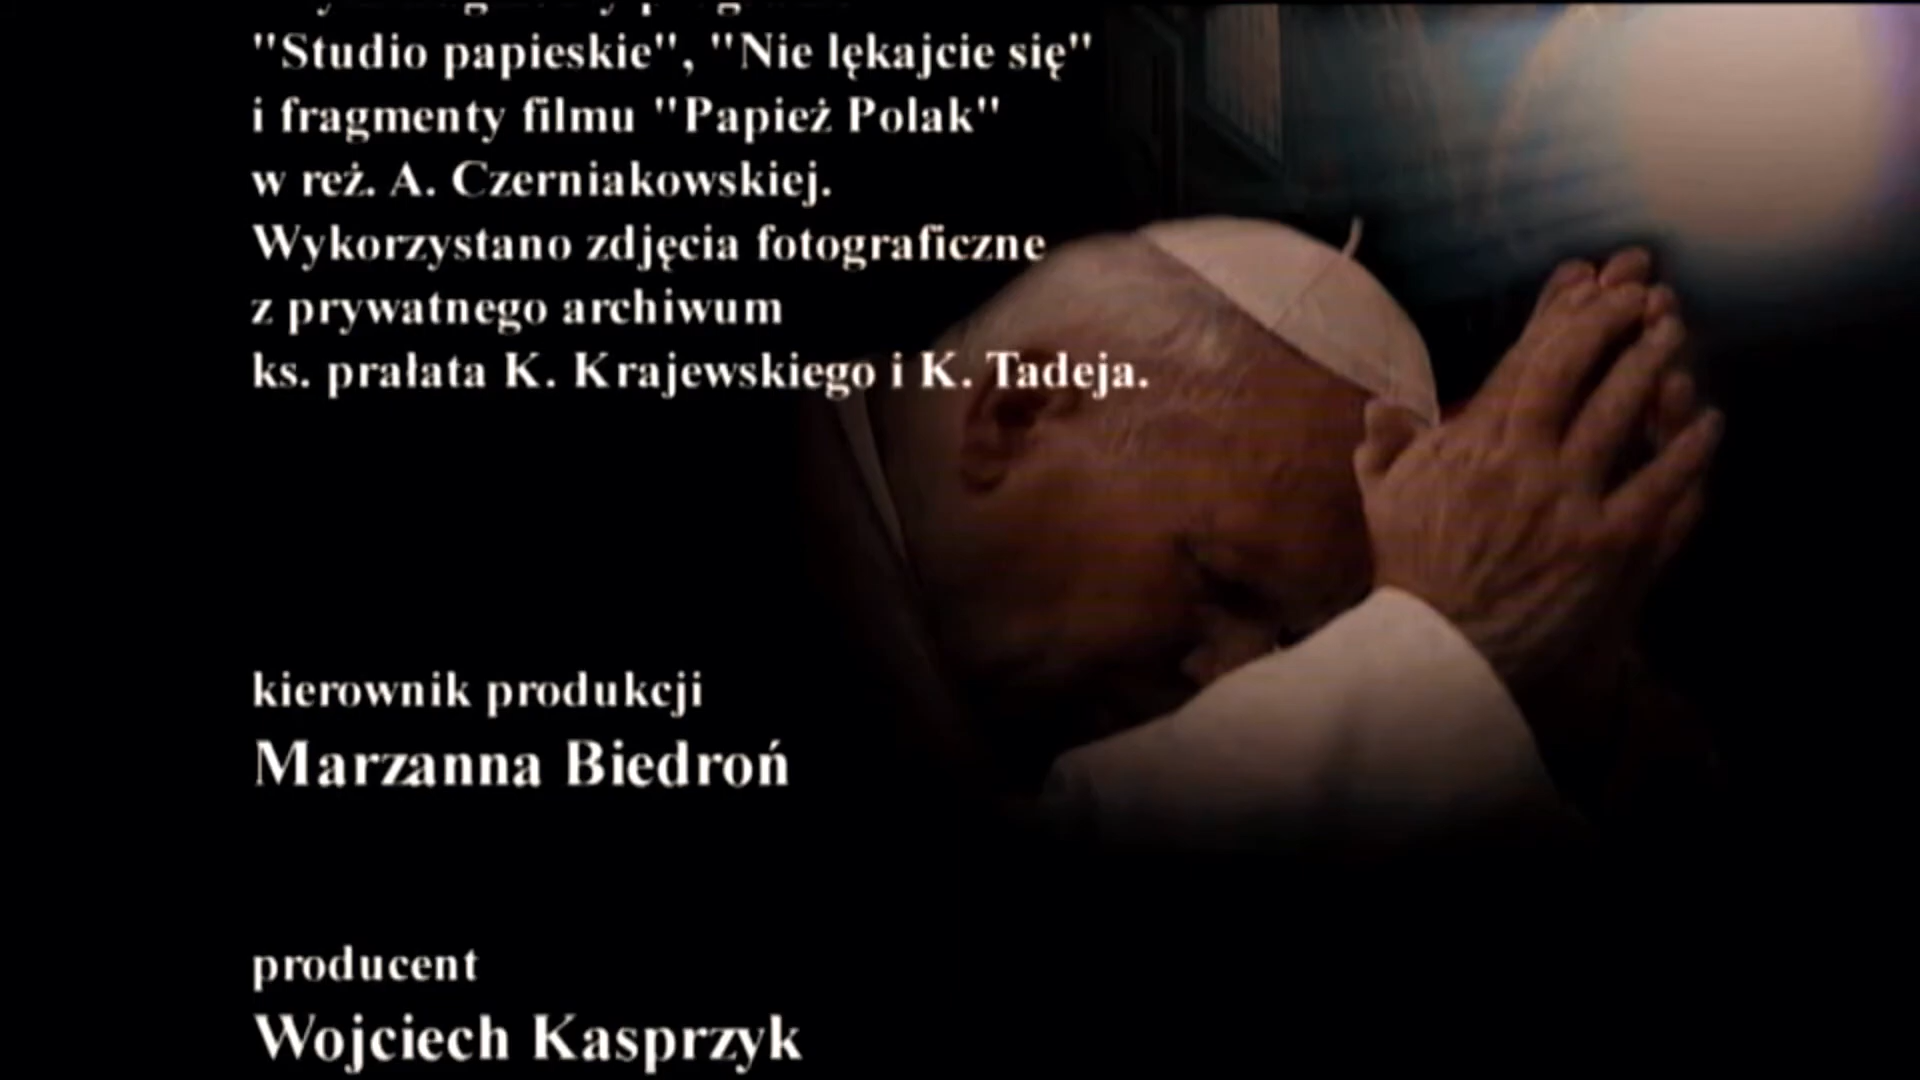 "Studio papieskie", "Nie lękajcie się"
i fragmenty filmu "Papież Polak"
w reż. A. Czerniakowskiej.
Wykorzystano zdjęcia fotograficzne
z prywatnego archiwum
ks. prałata K. Krajewskiego i K. Tadeja.
kierownik produkcji
Marzanna Biedroń
producent
Wojciech Kasprzyk